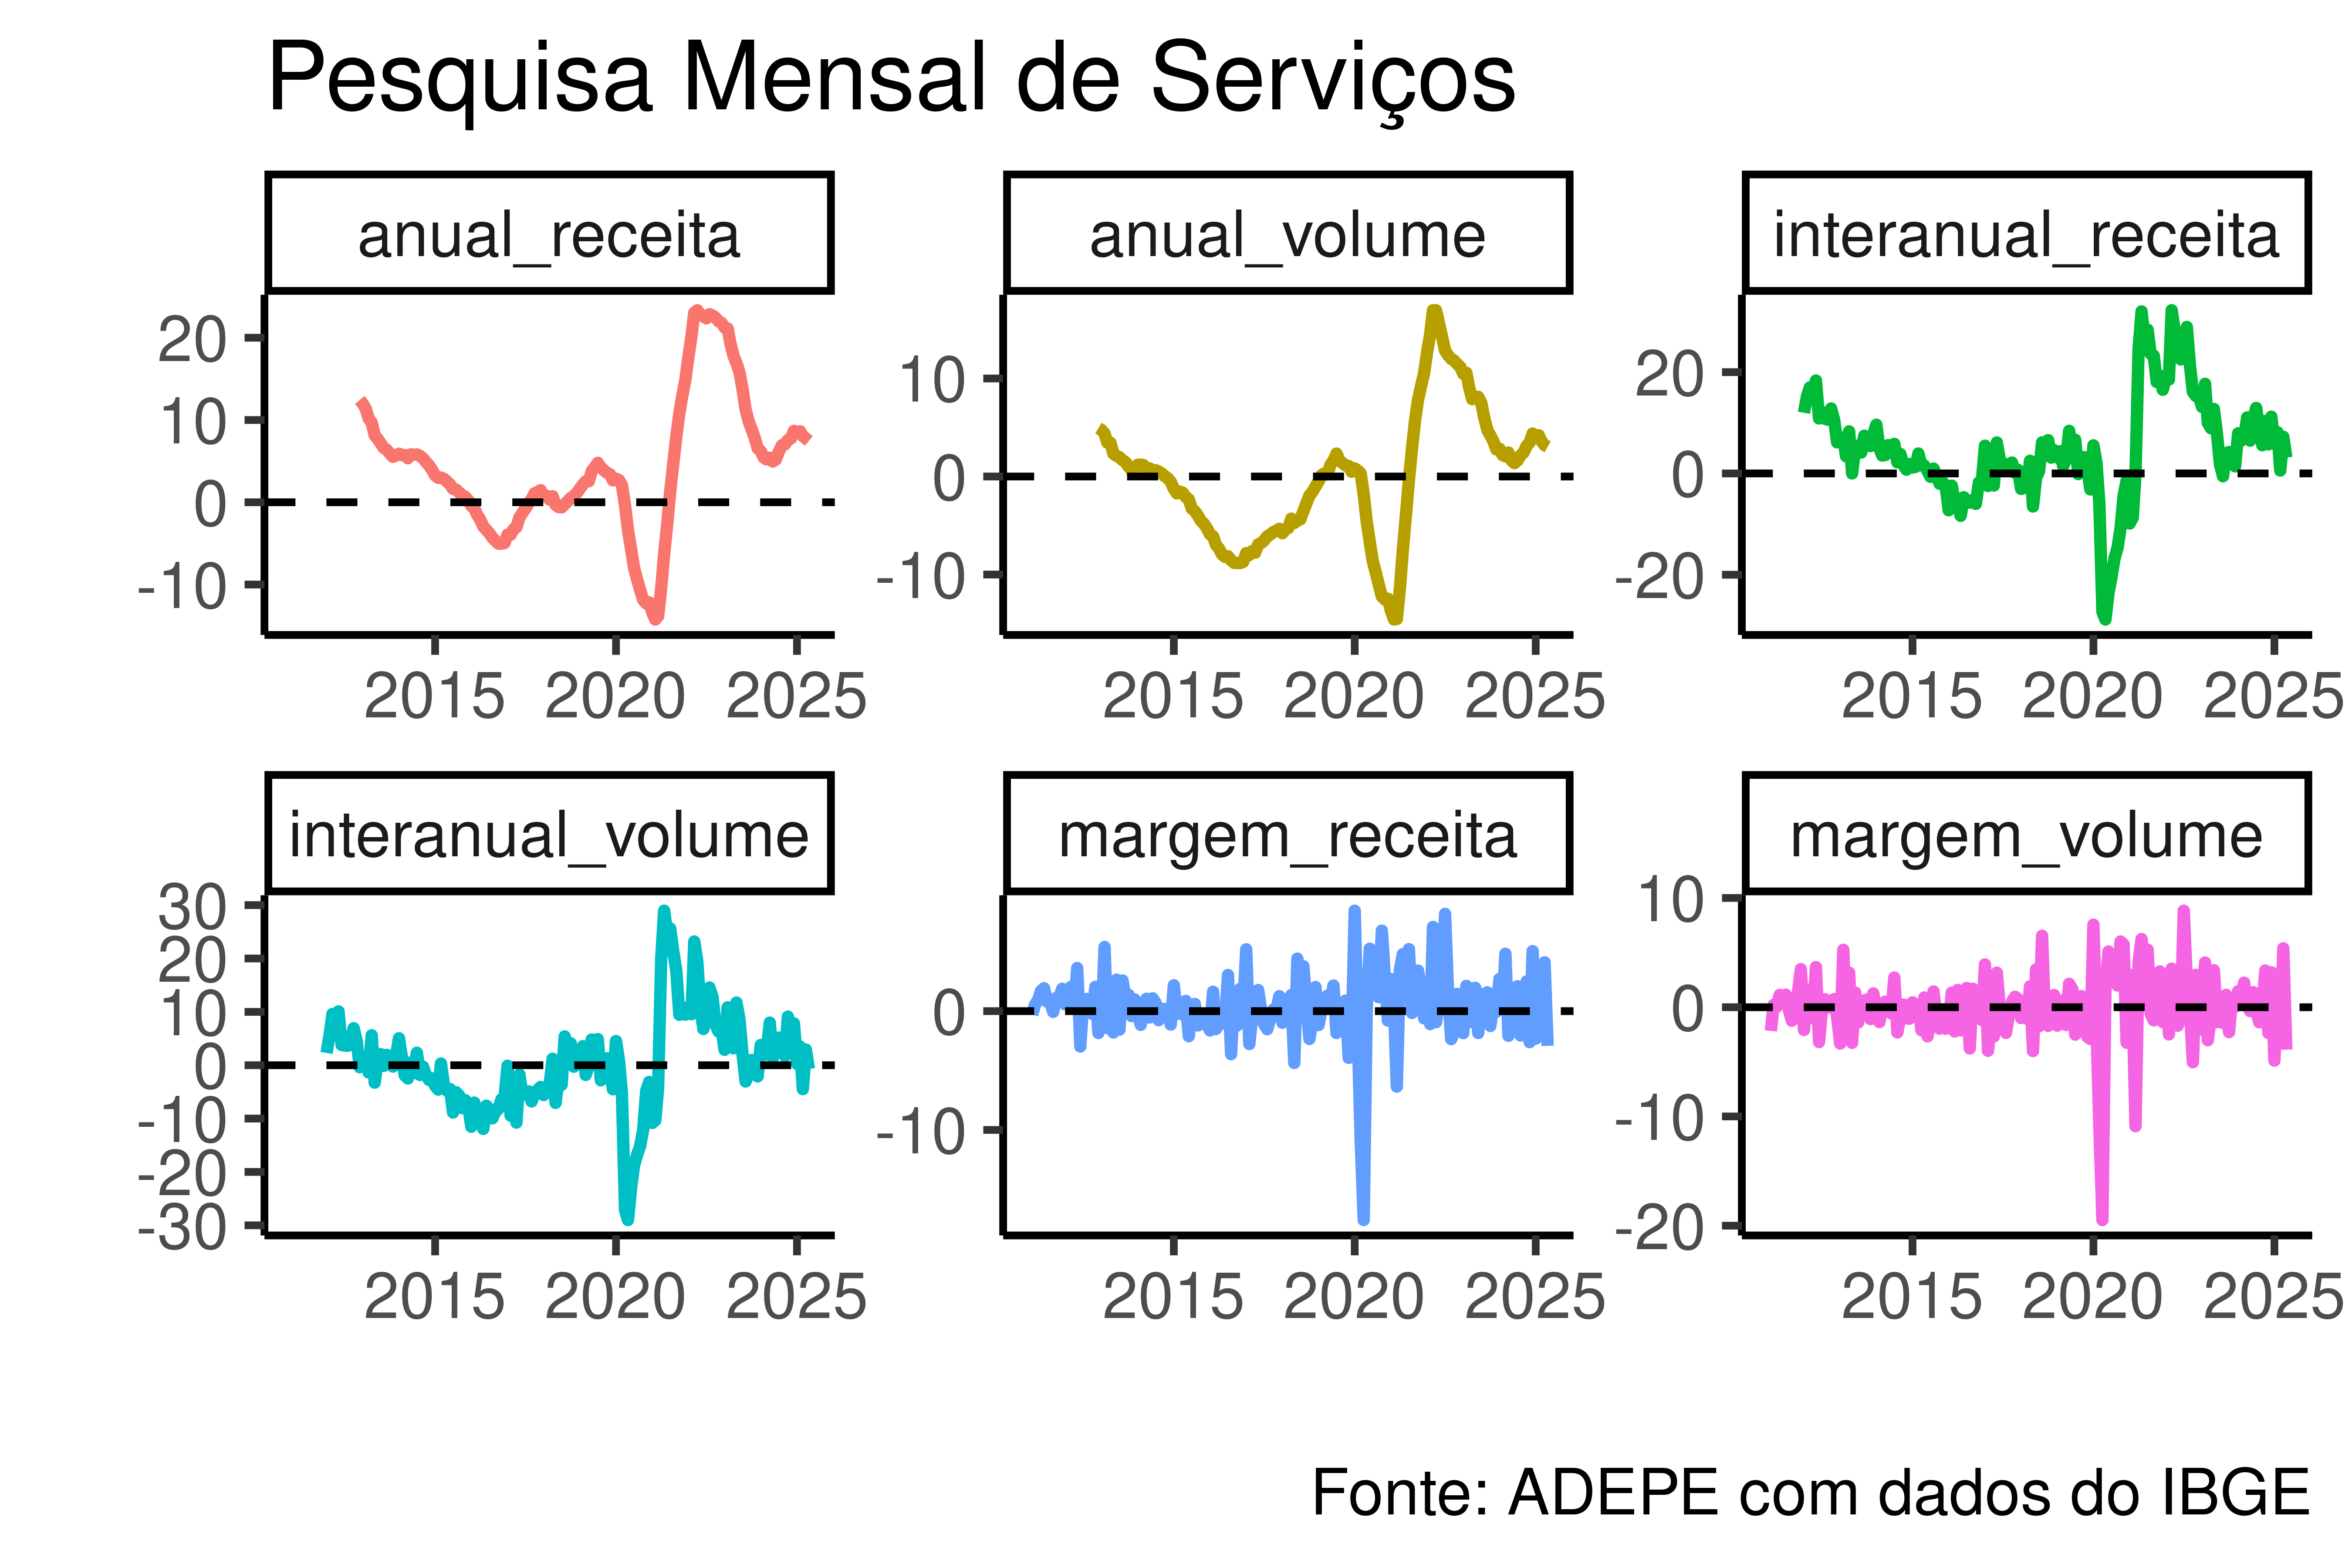 Pesquisa Mensal de Serviços
anual_receita
20
10
0
-10
2015 2020 2025
anual_volume
10
0
-10
2015 2020 2025
interanual_receita
20
0
-20
2015 2020 2025
interanual_volume
30
20
10
0
-10
-20
-30
2015 2020 2025
margem_receita
0
-10
2015 2020 2025
margem_volume
10
0
-10
-20
2015 2020 2025
Fonte: ADEPE com dados do IBGE